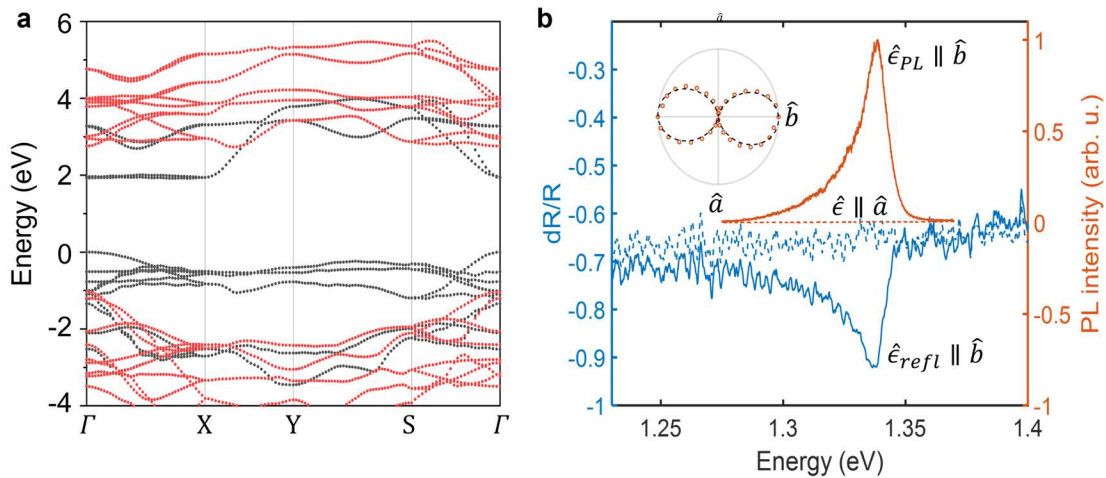 a
6
4
2
0
-2
-4
Energy (eV)
Γ
X
Y
S
Γ
b
-0.3
-0.4
-0.5
-0.6
-0.7
-0.8
-0.9
-1
dR/R
â
b̂
â
ε̂_PL ∥ b̂
ε̂ ∥ â
ε̂_refl ∥ b̂
1
0.5
0
-0.5
-1
PL intensity (arb. u.)
1.25
1.3
1.35
1.4
Energy (eV)